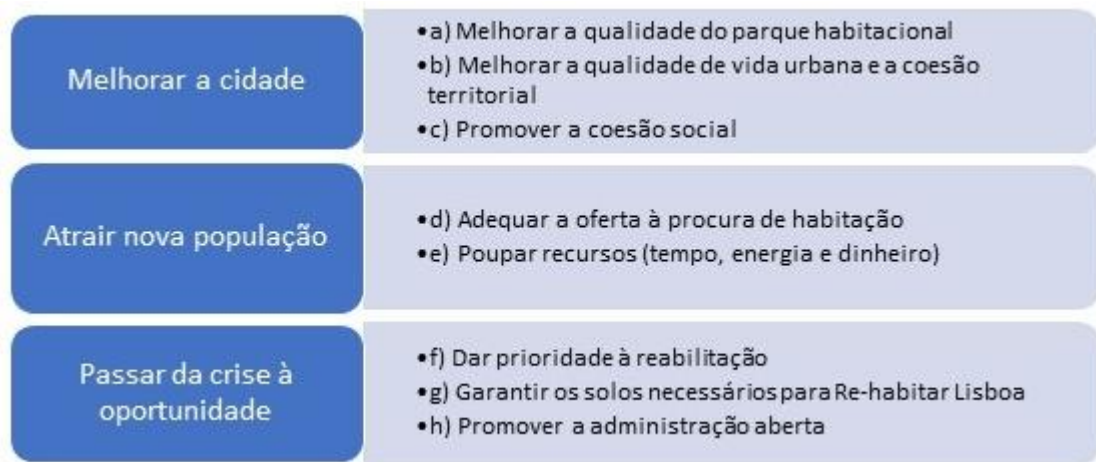 Melhorar a cidade
•a) Melhorar a qualidade do parque habitacional
•b) Melhorar a qualidade de vida urbana e a coesão
territorial
•c) Promover a coesão social
Atrair nova população
•d) Adequar a oferta à procura de habitação
•e) Poupar recursos (tempo, energia e dinheiro)
Passar da crise à
oportunidade
•f) Dar prioridade à reabilitação
•g) Garantir os solos necessários para Re-habitar Lisboa
•h) Promover a administração aberta